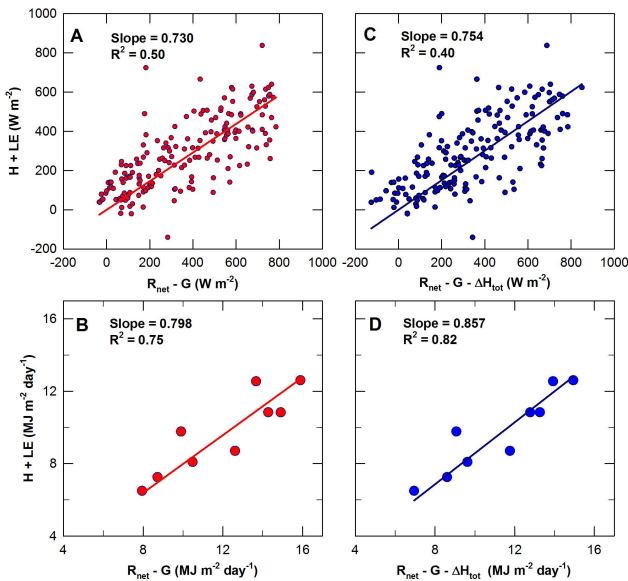 A
Slope = 0.730
R² = 0.50
C
Slope = 0.754
R² = 0.40
1000
800
600
400
200
0
-200
H + LE (W m⁻²)
-200 0 200 400 600 800 1000
-200 0 200 400 600 800 1000
Rnet - G (W m⁻²)
Rnet - G - ΔHtot (W m⁻²)
B
Slope = 0.798
R² = 0.75
D
Slope = 0.857
R² = 0.82
16
12
8
4
H + LE (MJ m⁻² day⁻¹)
4 8 12 16
4 8 12 16
Rnet - G (MJ m⁻² day⁻¹)
Rnet - G - ΔHtot (MJ m⁻² day⁻¹)